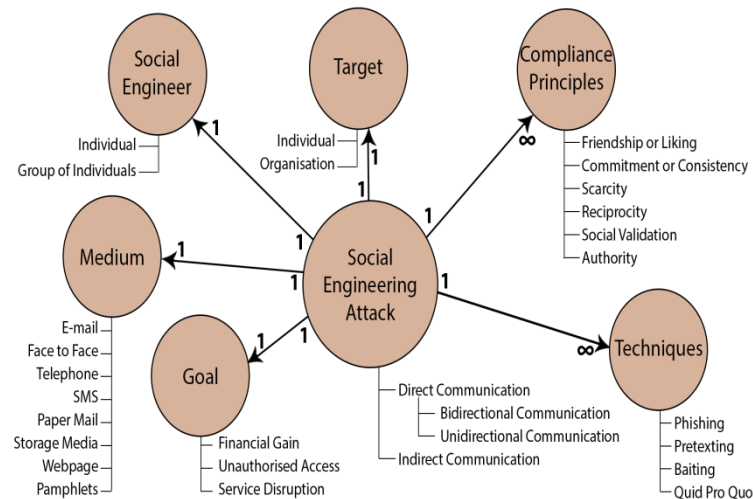 Social
Engineer
1
Individual
Group of Individuals
Target
1
Individual
Organisation
Compliance
Principles
∞
Friendship or Liking
Commitment or Consistency
Scarcity
Reciprocity
Social Validation
Authority
Medium
1
E-mail
Face to Face
Telephone
SMS
Paper Mail
Storage Media
Webpage
Pamphlets
Goal
1
Financial Gain
Unauthorised Access
Service Disruption
Social
Engineering
Attack
1
1
1
1
1
1
Direct Communication
Bidirectional Communication
Unidirectional Communication
Indirect Communication
Techniques
∞
Phishing
Pretexting
Baiting
Quid Pro Quo